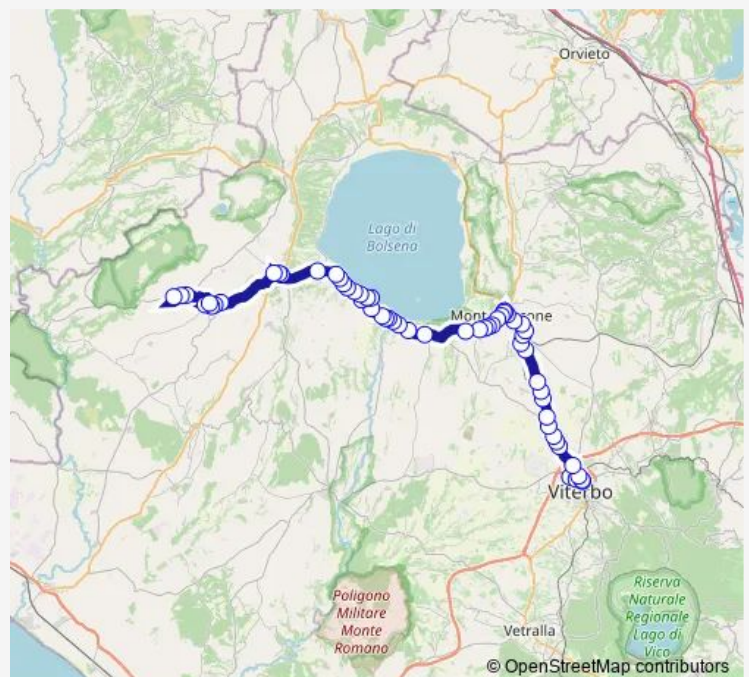 Orvieto
Lago di
Bolsena
Viterbo
Poligono
Militare
Monte
Romano
Riserva
Naturale
Regionale
Lago di
Vico
Vetralla
© OpenStreetMap contributors